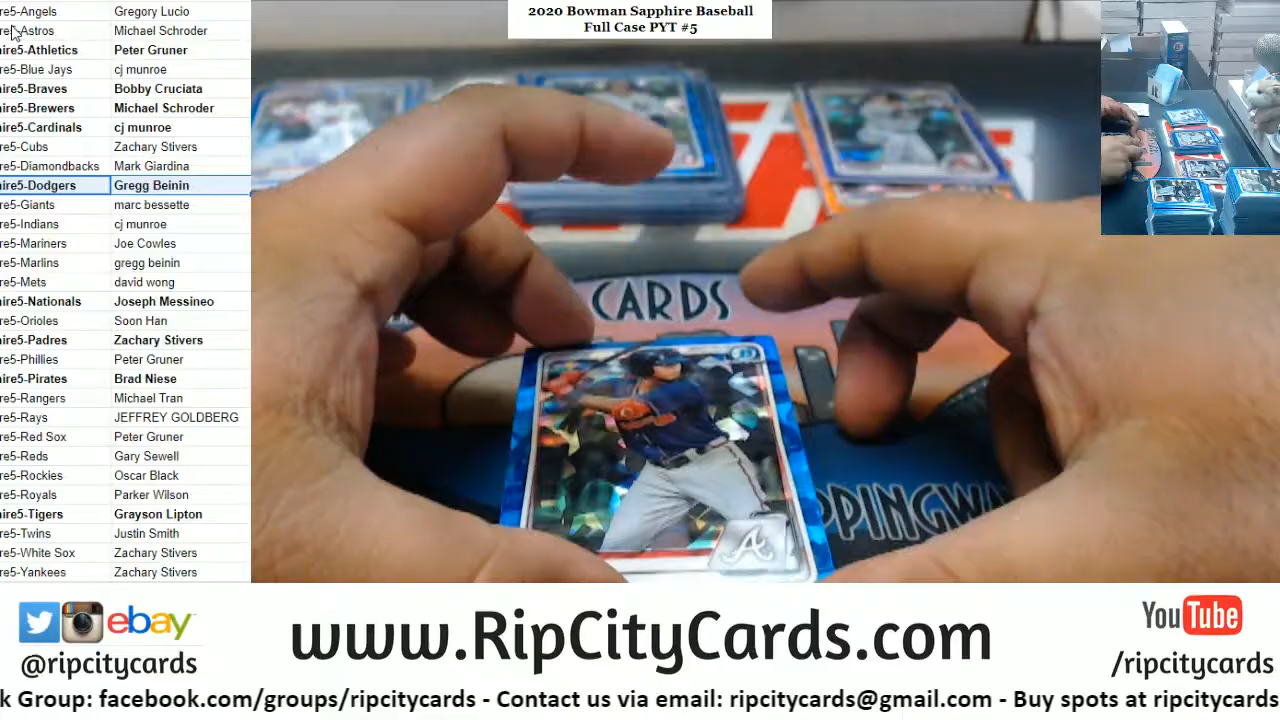 re5-Angels Gregory Lucio
re5-Astros Michael Schroder
ire5-Athletics Peter Gruner
re5-Blue Jays cj munroe
ire5-Braves Bobby Cruciata
ire5-Brewers Michael Schroder
ire5-Cardinals cj munroe
re5-Cubs Zachary Stivers
re5-Diamondbacks Mark Giardina
ire5-Dodgers Gregg Beinin
re5-Giants marc bessette
re5-Indians cj munroe
re5-Mariners Joe Cowles
re5-Marlins gregg beinin
re5-Mets david wong
ire5-Nationals Joseph Messineo
re5-Orioles Soon Han
ire5-Padres Zachary Stivers
re5-Phillies Peter Gruner
ire5-Pirates Brad Niese
re5-Rangers Michael Tran
re5-Rays JEFFREY GOLDBERG
re5-Red Sox Peter Gruner
re5-Reds Gary Sewell
re5-Rockies Oscar Black
re5-Royals Parker Wilson
ire5-Tigers Grayson Lipton
re5-Twins Justin Smith
re5-White Sox Zachary Stivers
re5-Yankees Zachary Stivers
2020 Bowman Sapphire Baseball
Full Case PYT #5
CARDS
PPINGW
A
ebay
@ripcitycards
www.RipCityCards.com
YouTube
/ripcitycards
k Group: facebook.com/groups/ripcitycards - Contact us via email: ripcitycards@gmail.com - Buy spots at ripcitycards